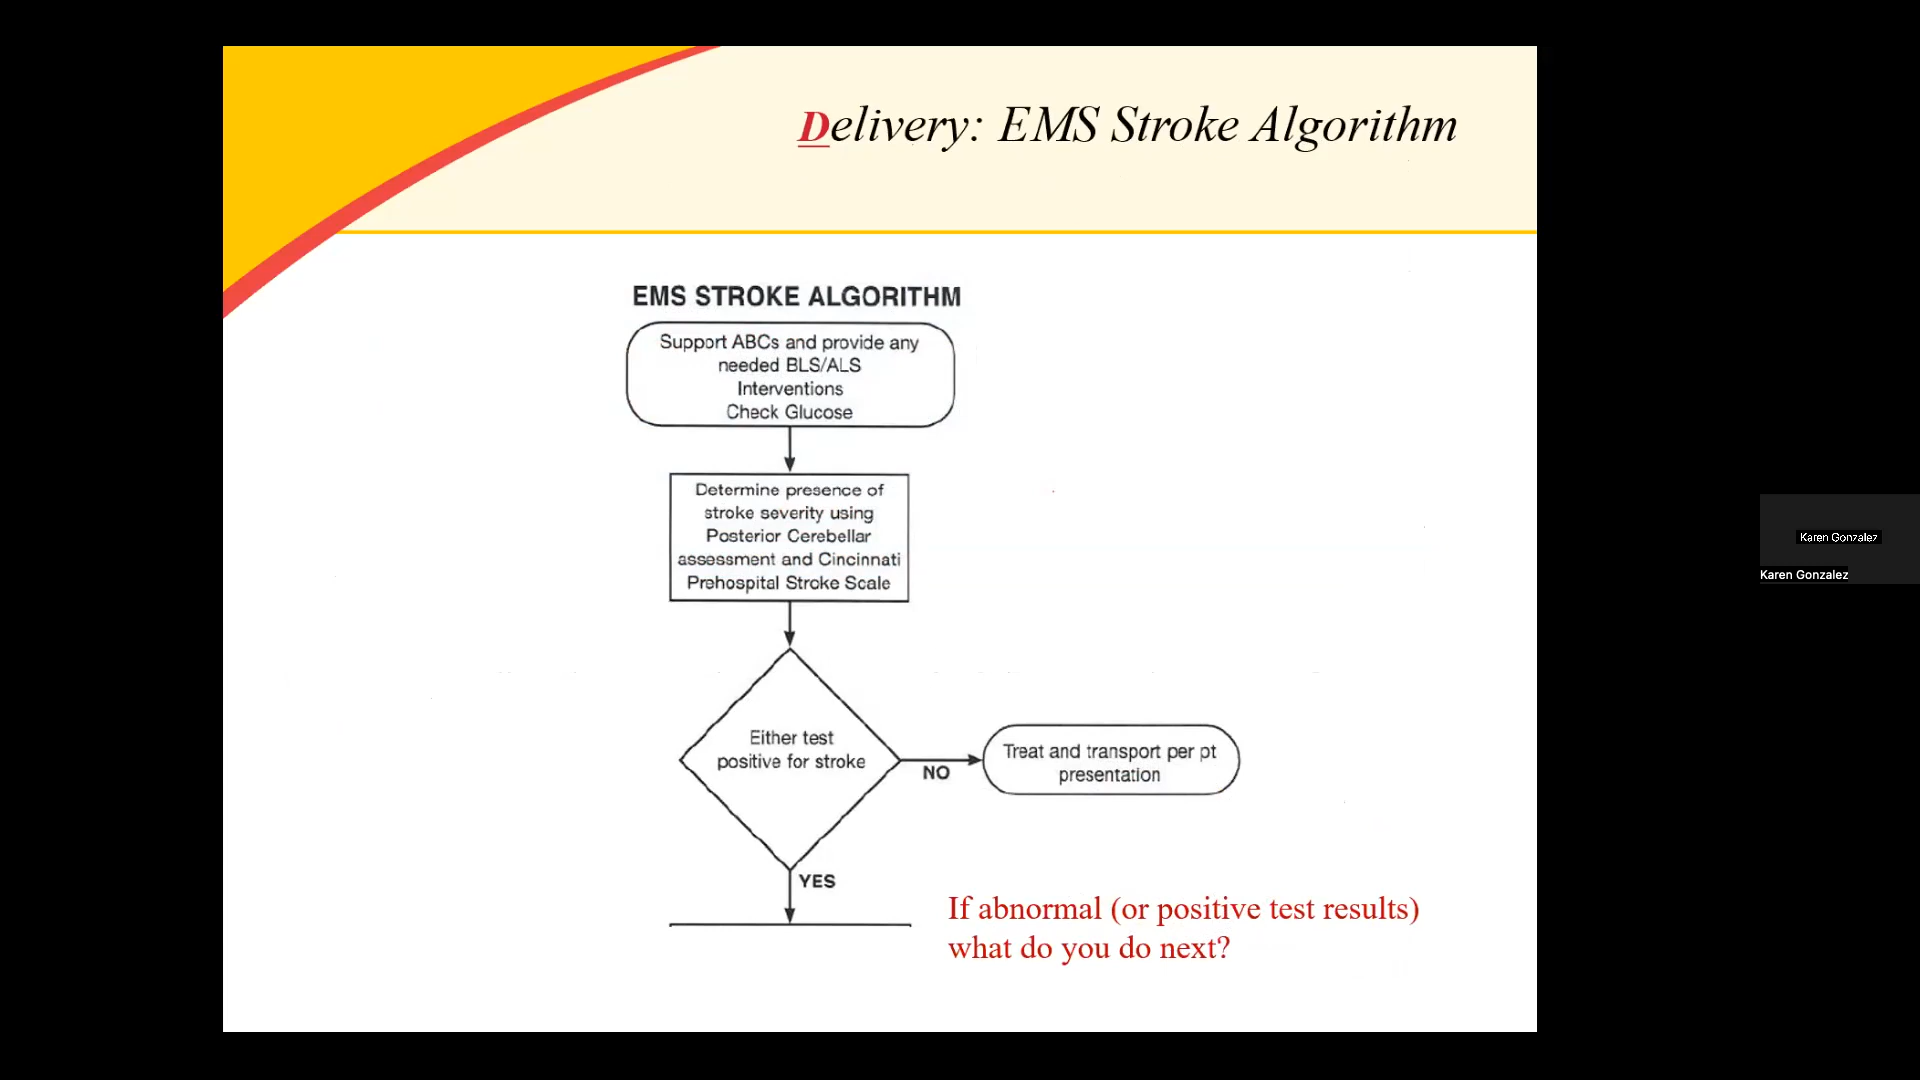 Delivery: EMS Stroke Algorithm
EMS STROKE ALGORITHM
Support ABCs and provide any
needed BLS/ALS
Interventions
Check Glucose
Determine presence of
stroke severity using
Posterior Cerebellar
assessment and Cincinnati
Prehospital Stroke Scale
Either test
positive for stroke
NO
Treat and transport per pt
presentation
YES
If abnormal (or positive test results)
what do you do next?
Karen Gonzalez
Karen Gonzalez